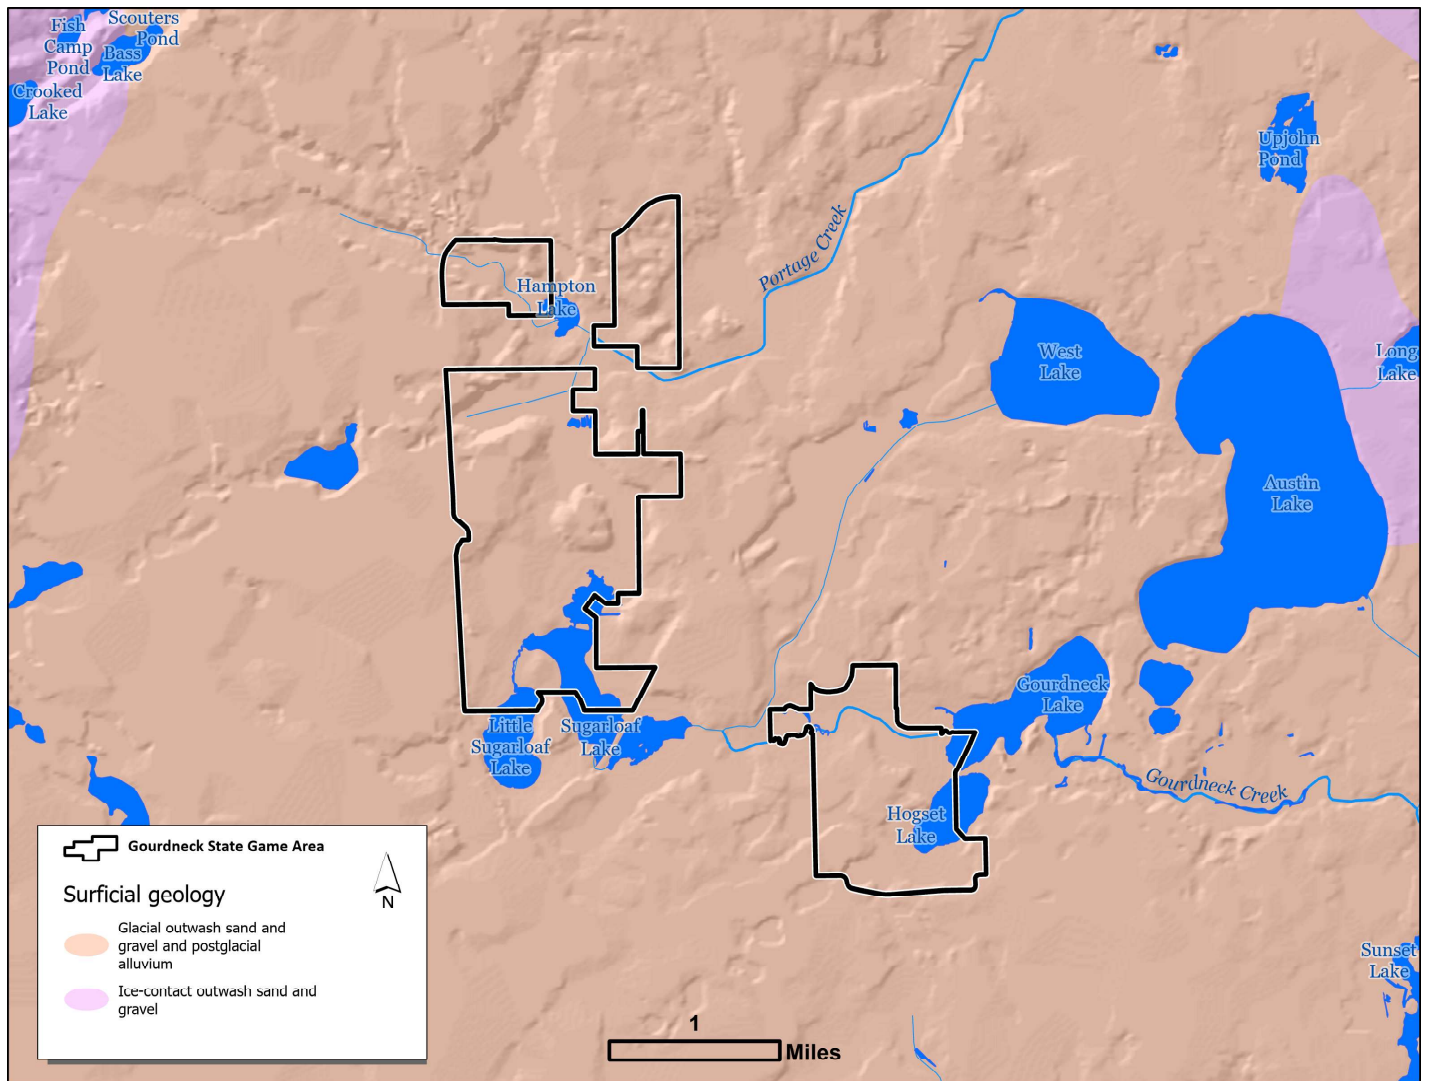 Fish
Camp
Pond
Scouters
Pond
Bass
Lake
Crooked
Lake
Upjohn
Pond
Portage Creek
Hampton
Lake
West
Lake
Long
Lake
Austin
Lake
Gourdneck
Lake
Little
Sugarloaf
Lake
Sugarloaf
Lake
Gourdneck Creek
Hogset
Lake
Sunset
Lake
Gourdneck State Game Area
Surficial geology
N
Glacial outwash sand and
gravel and postglacial
alluvium
Ice-contact outwash sand and
gravel
1
Miles